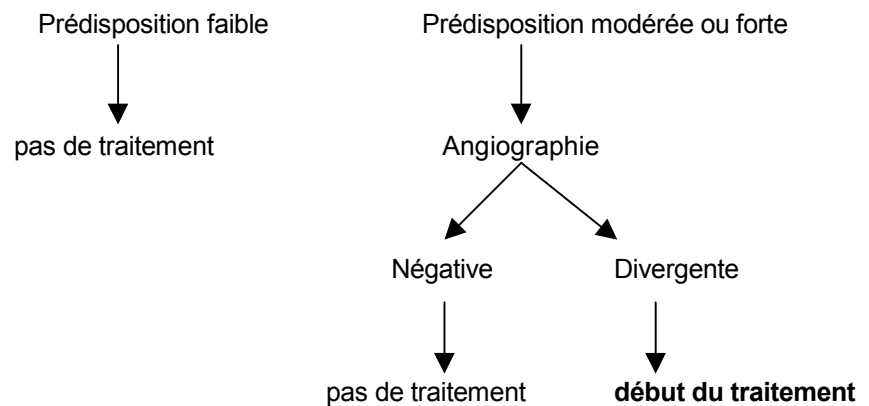 Prédisposition faible
Prédisposition modérée ou forte
pas de traitement
Angiographie
Négative
Divergente
pas de traitement
début du traitement